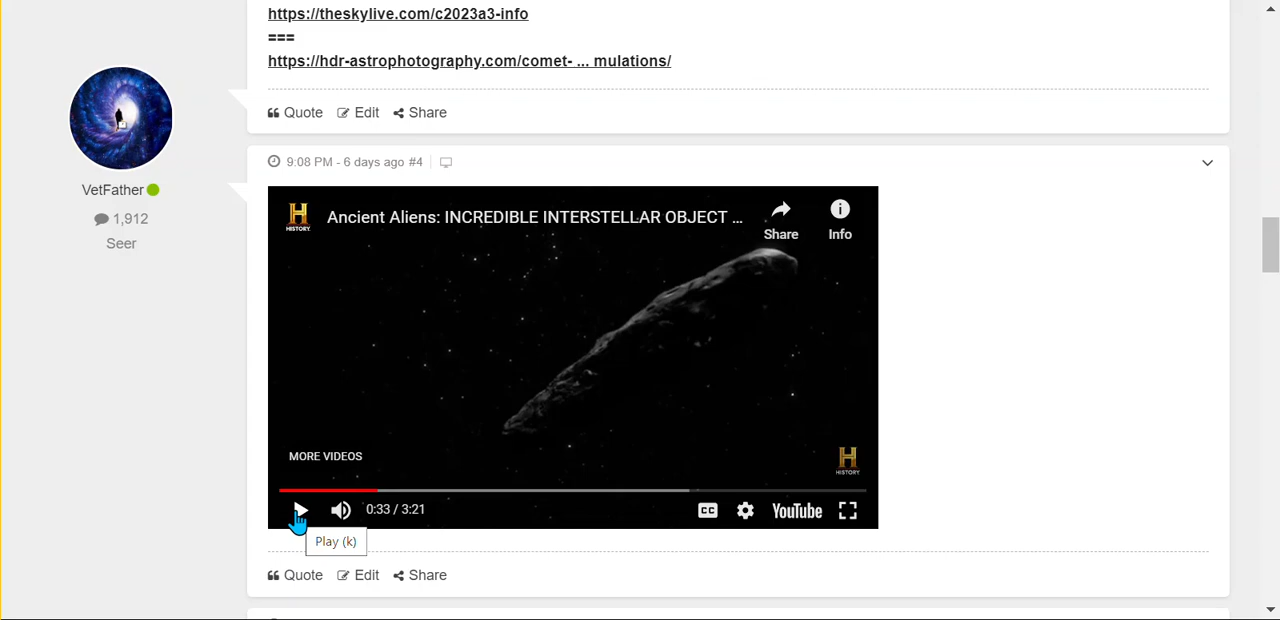 https://theskylive.com/c2023a3-info
===
https://hdr-astrophotography.com/comet- ... mulations/
Quote Edit Share
VetFather
1,912
Seer
9:08 PM - 6 days ago #4
H
HISTORY.
Ancient Aliens: INCREDIBLE INTERSTELLAR OBJECT ...
Share
Info
MORE VIDEOS
H
HISTORY
0:33 / 3:21
CC
YouTube
Play (k)
Quote Edit Share